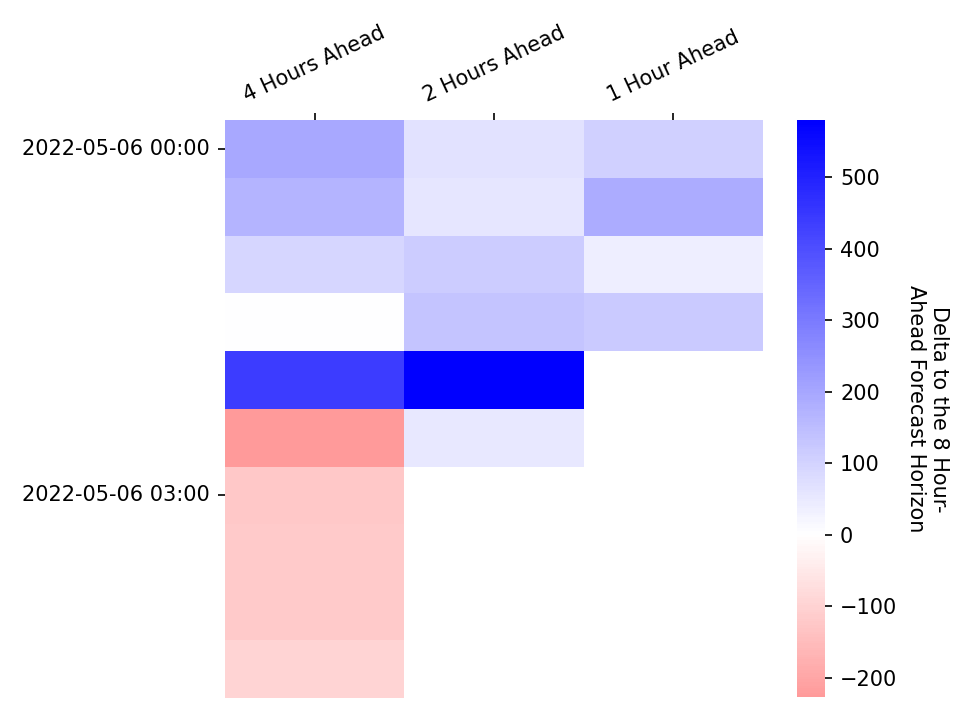 4 Hours Ahead
2 Hours Ahead
1 Hour Ahead
2022-05-06 00:00
2022-05-06 03:00
500
400
300
200
100
0
−100
−200
Delta to the 8 Hour-
Ahead Forecast Horizon